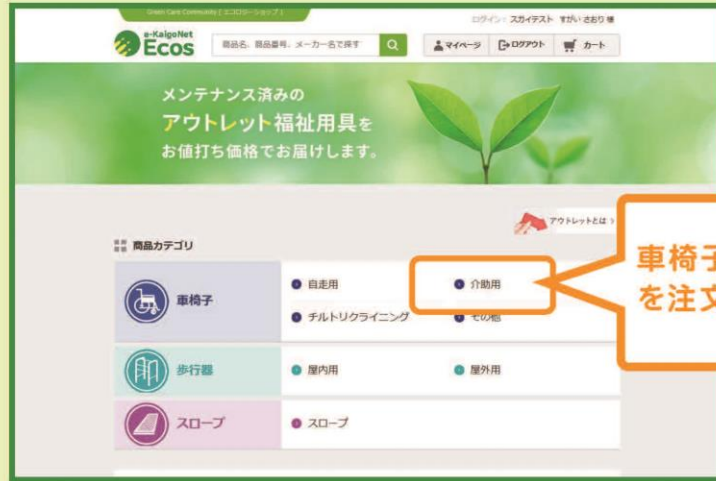 Green Care Community [ エコロローショップ ]
ログイン： スガイテスト すがい さおり 様
e-KaigoNet
Ecos
商品名、商品番号、メーカー名で探す
マイページ
ログアウト
カート
メンテナンス済みの
アウトレット福祉用具を
お値打ち価格でお届けします。
アウトレットとは
商品カテゴリ
車椅子
自走用
介助用
チルトリクライニング
その他
歩行器
屋内用
屋外用
スロープ
スロープ
車椅子
を注文